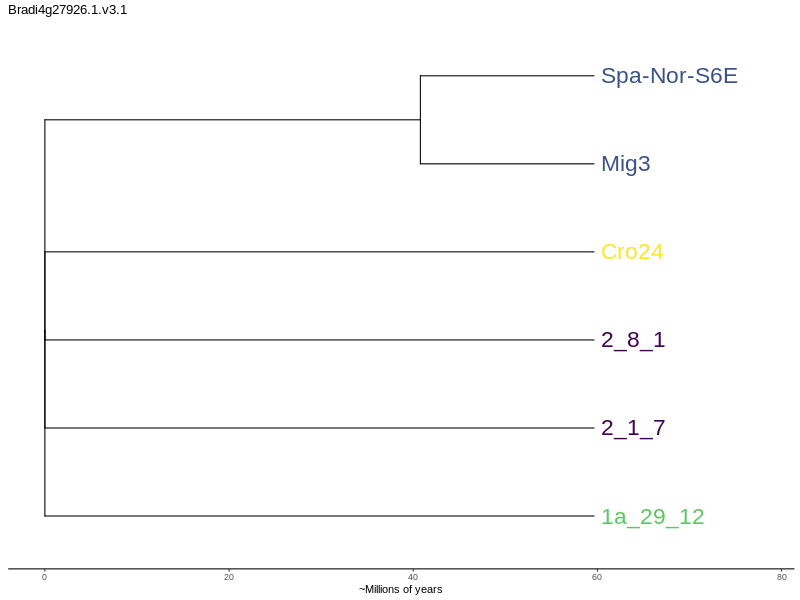 Bradi4g27926.1.v3.1
Spa-Nor-S6E
Mig3
Cro24
2_8_1
2_1_7
1a_29_12
0 20 40 60 80
~Millions of years